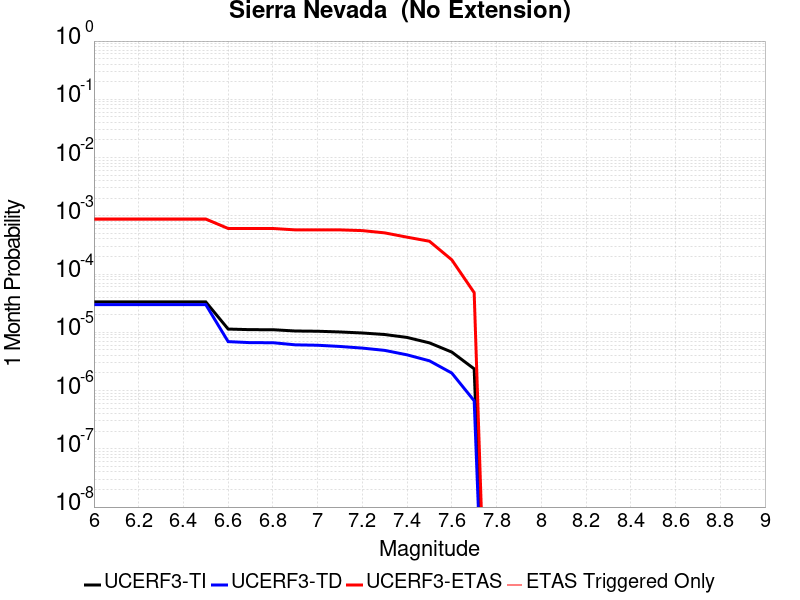 Sierra Nevada (No Extension)
10^0
10^-1
10^-2
10^-3
10^-4
10^-5
10^-6
10^-7
10^-8
1 Month Probability
6 6.2 6.4 6.6 6.8 7 7.2 7.4 7.6 7.8 8 8.2 8.4 8.6 8.8 9
Magnitude
UCERF3-TI UCERF3-TD UCERF3-ETAS ETAS Triggered Only